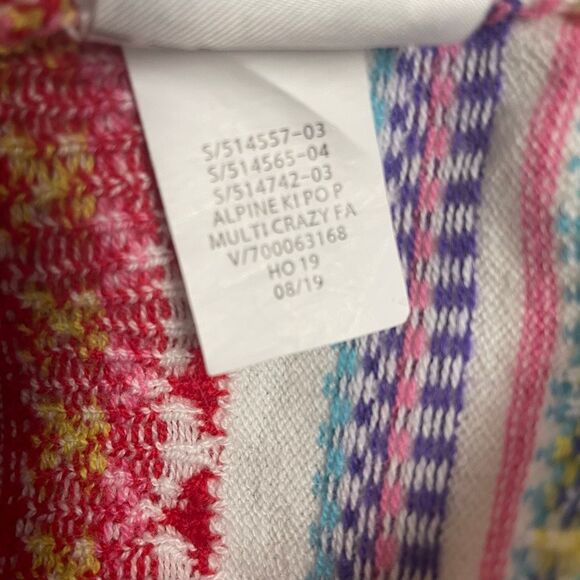 S/514557-03
S/514565-04
S/514742-03
ALPINE KI PO P
MULTI CRAZY FA
V/700063168
HO 19
08/19